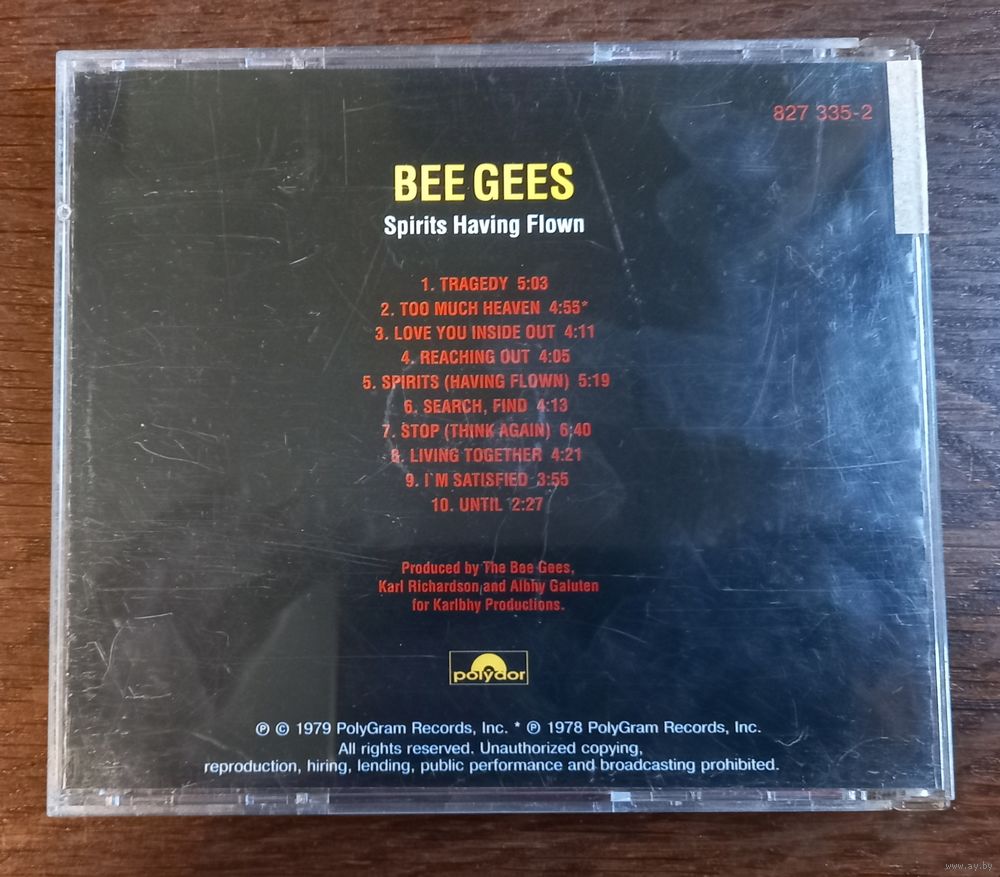 827 335-2
BEE GEES
Spirits Having Flown
1. TRAGEDY 5:03
2. TOO MUCH HEAVEN 4:55*
3. LOVE YOU INSIDE OUT 4:11
4. REACHING OUT 4:05
5. SPIRITS (HAVING FLOWN) 5:19
6. SEARCH, FIND 4:13
7. STOP (THINK AGAIN) 6:40
8. LIVING TOGETHER 4:21
9. I`M SATISFIED 3:55
10. UNTIL 2:27
Produced by The Bee Gees,
Karl Richardson and Albhy Galuten
for Karlbhy Productions.
polydor
℗ © 1979 PolyGram Records, Inc. * ℗ 1978 PolyGram Records, Inc.
All rights reserved. Unauthorized copying,
reproduction, hiring, lending, public performance and broadcasting prohibited.
www.ay.by